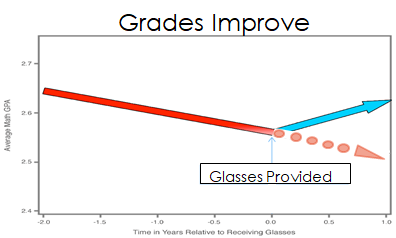 Grades Improve
2.7
2.6
2.5
2.4
Average Math GPA
Glasses Provided
-2.0 -1.5 -1.0 -0.5 0.0 0.5 1.0
Time in Years Relative to Receiving Glasses